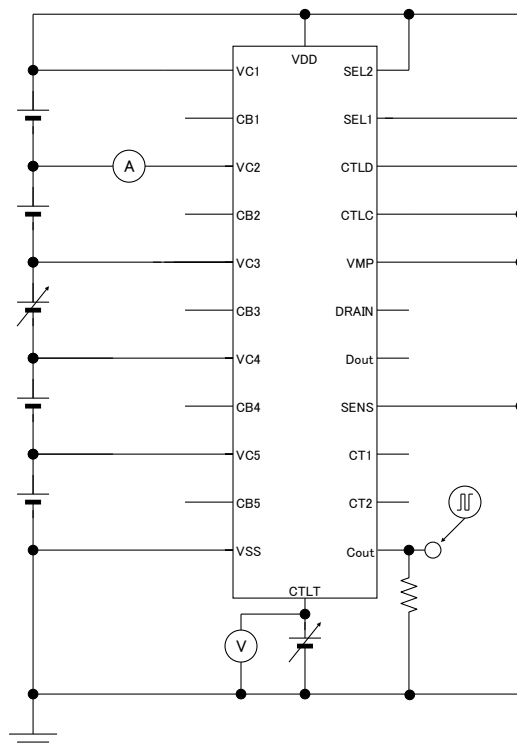 VDD
VC1 SEL2
CB1 SEL1
A VC2 CTLD
CB2 CTLC
VC3 VMP
CB3 DRAIN
VC4 Dout
CB4 SENS
VC5 CT1
CB5 CT2
VSS Cout
CTLT
V